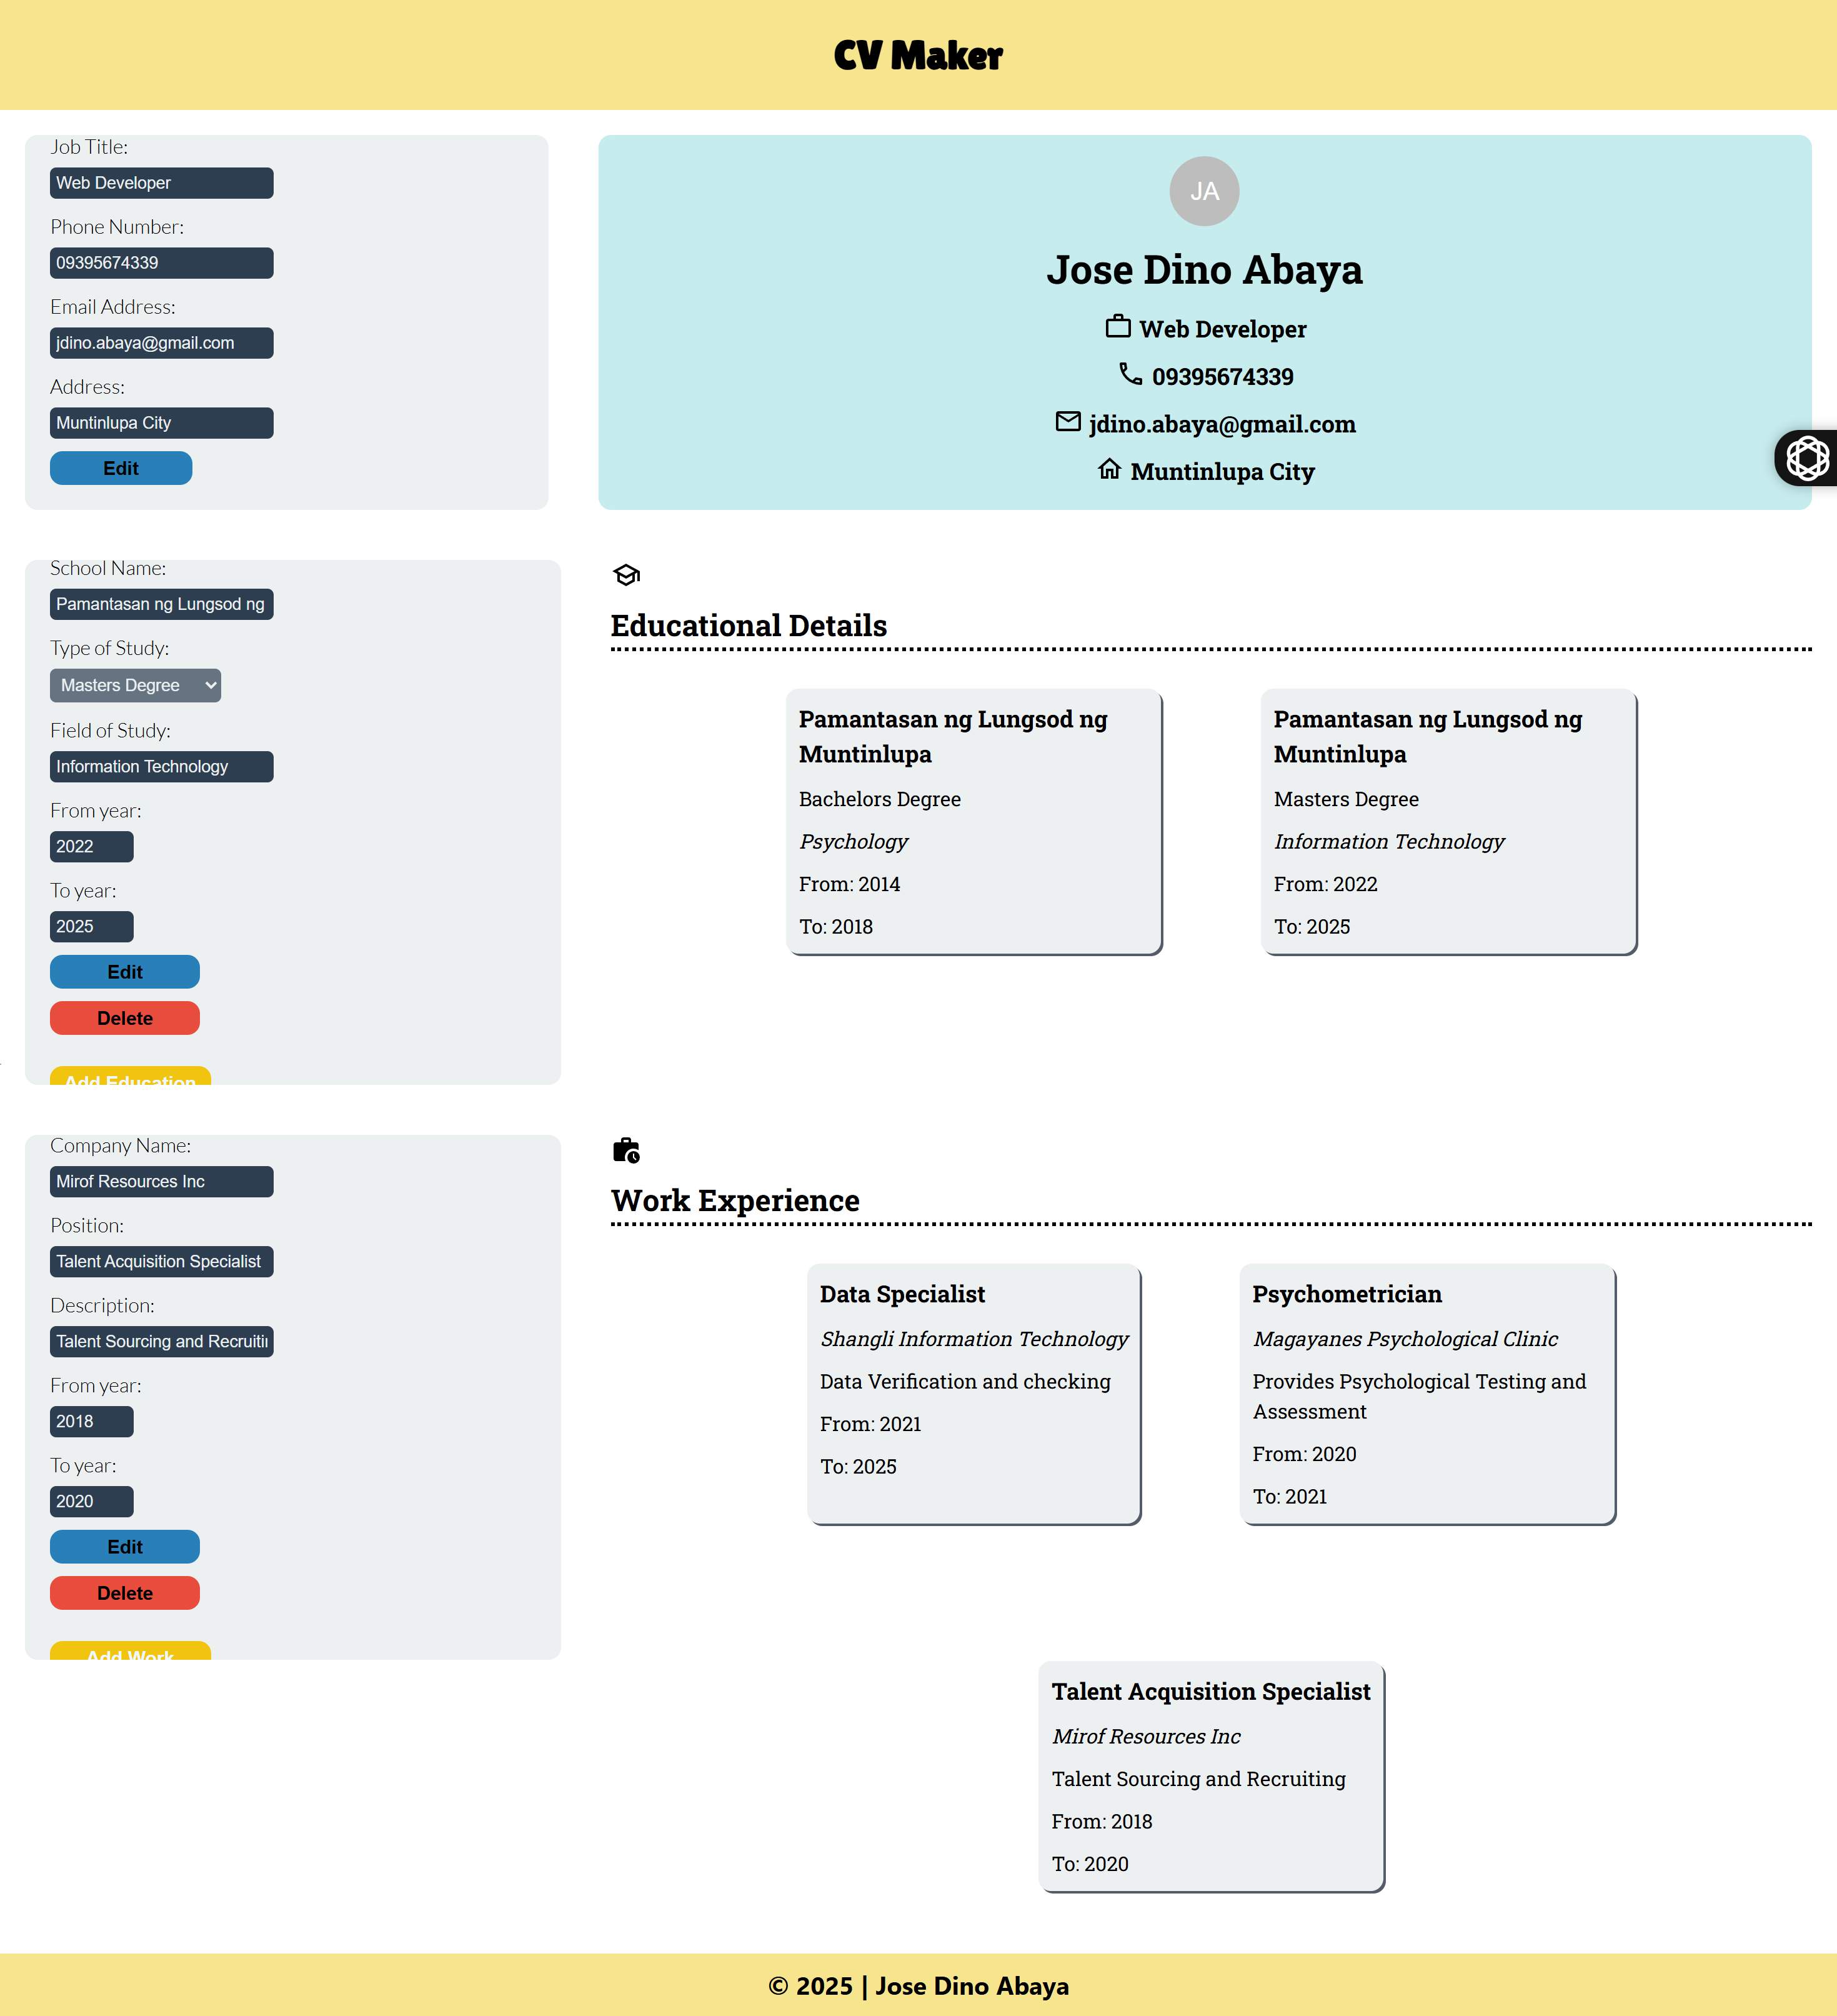 CV Maker
Job Title:
Web Developer
Phone Number:
09395674339
Email Address:
jdino.abaya@gmail.com
Address:
Muntinlupa City
Edit
JA
Jose Dino Abaya
Web Developer
09395674339
jdino.abaya@gmail.com
Muntinlupa City
School Name:
Pamantasan ng Lungsod ng
Type of Study:
Masters Degree
Field of Study:
Information Technology
From year:
2022
To year:
2025
Edit
Delete
Add Education
Educational Details
Pamantasan ng Lungsod ng
Muntinlupa
Bachelors Degree
Psychology
From: 2014
To: 2018
Pamantasan ng Lungsod ng
Muntinlupa
Masters Degree
Information Technology
From: 2022
To: 2025
Company Name:
Mirof Resources Inc
Position:
Talent Acquisition Specialist
Description:
Talent Sourcing and Recruiti
From year:
2018
To year:
2020
Edit
Delete
Add Work
Work Experience
Data Specialist
Shangli Information Technology
Data Verification and checking
From: 2021
To: 2025
Psychometrician
Magayanes Psychological Clinic
Provides Psychological Testing and
Assessment
From: 2020
To: 2021
Talent Acquisition Specialist
Mirof Resources Inc
Talent Sourcing and Recruiting
From: 2018
To: 2020
© 2025 | Jose Dino Abaya